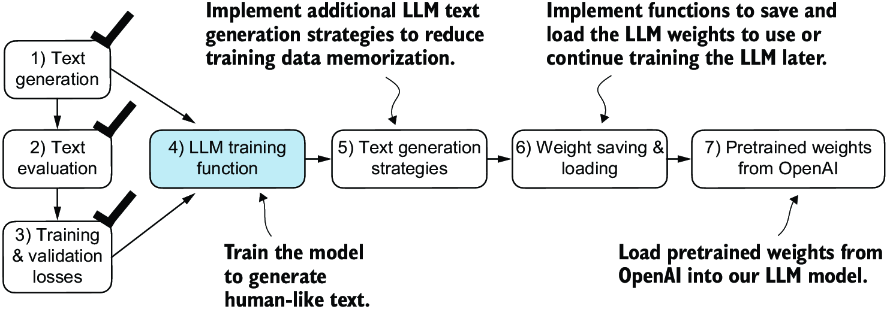 Implement additional LLM text
generation strategies to reduce
training data memorization.
Implement functions to save and
load the LLM weights to use or
continue training the LLM later.
1) Text
generation
2) Text
evaluation
3) Training
& validation
losses
4) LLM training
function
5) Text generation
strategies
6) Weight saving &
loading
7) Pretrained weights
from OpenAI
Train the model
to generate
human-like text.
Load pretrained weights from
OpenAI into our LLM model.